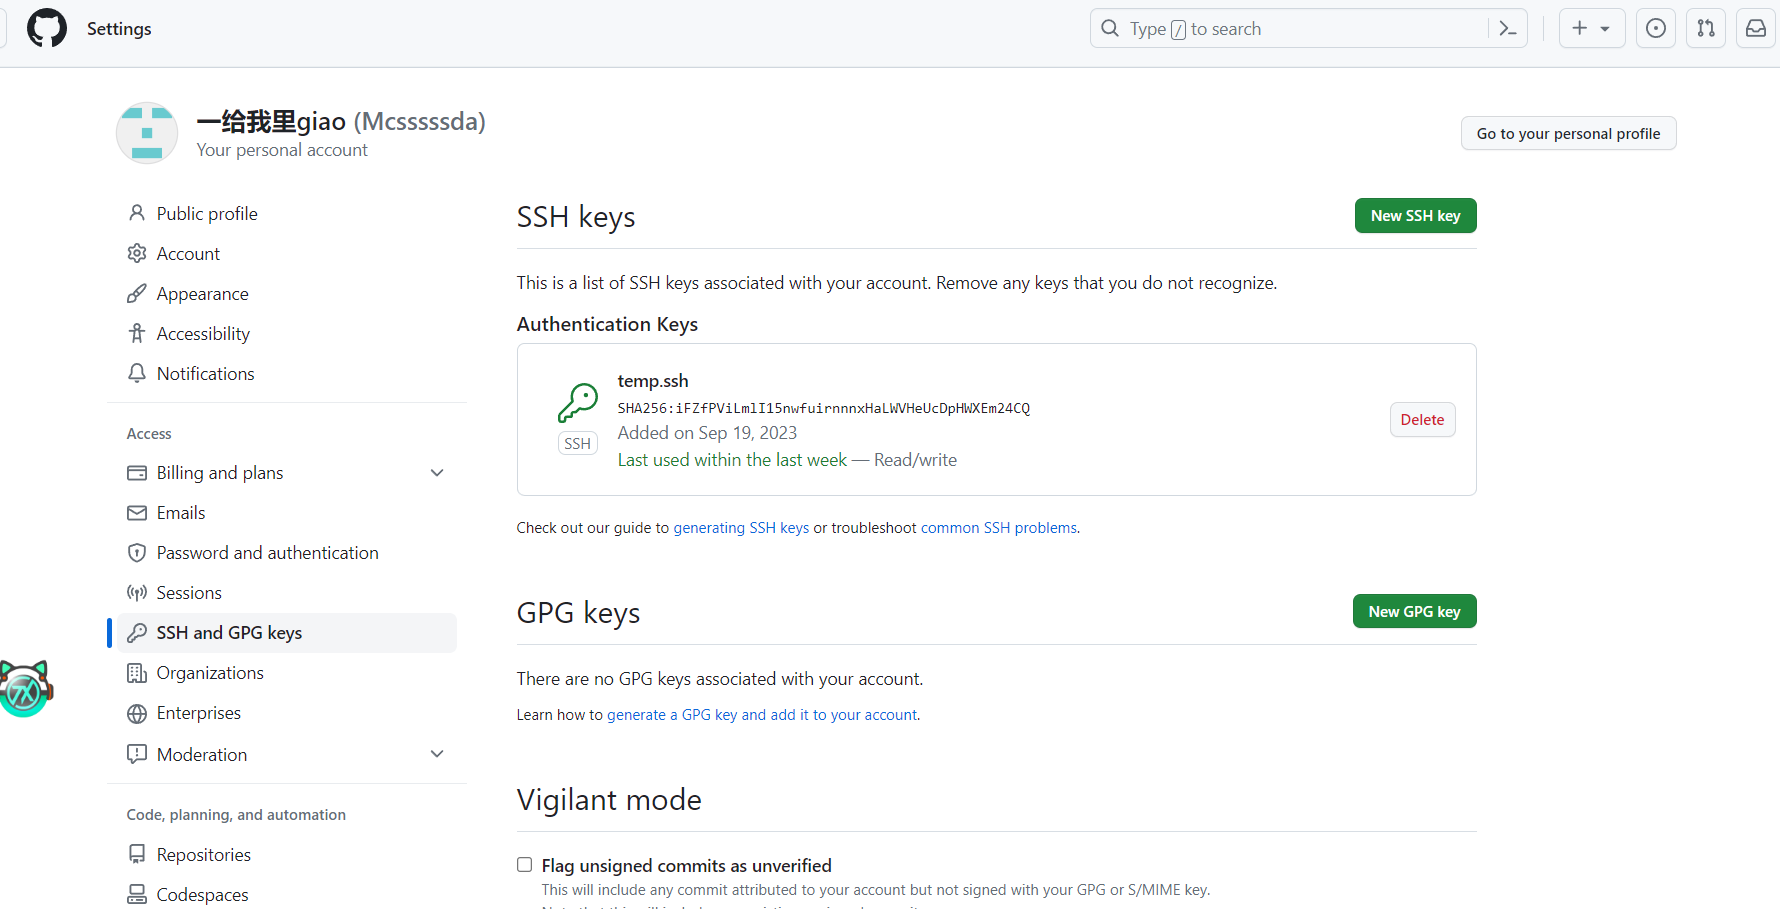 Settings
Type / to search
一给我里giao (Mcsssssda)
Your personal account
Go to your personal profile
Public profile
Account
Appearance
Accessibility
Notifications
Access
Billing and plans
Emails
Password and authentication
Sessions
SSH and GPG keys
Organizations
Enterprises
Moderation
Code, planning, and automation
Repositories
Codespaces
SSH keys
New SSH key
This is a list of SSH keys associated with your account. Remove any keys that you do not recognize.
Authentication Keys
temp.ssh
SHA256:iFZfPViLmlI15nwfuirnnnxHaLWVHeUcDpHWXEm24CQ
Added on Sep 19, 2023
Last used within the last week — Read/write
SSH
Delete
Check out our guide to generating SSH keys or troubleshoot common SSH problems.
GPG keys
New GPG key
There are no GPG keys associated with your account.
Learn how to generate a GPG key and add it to your account.
Vigilant mode
Flag unsigned commits as unverified
This will include any commit attributed to your account but not signed with your GPG or S/MIME key.